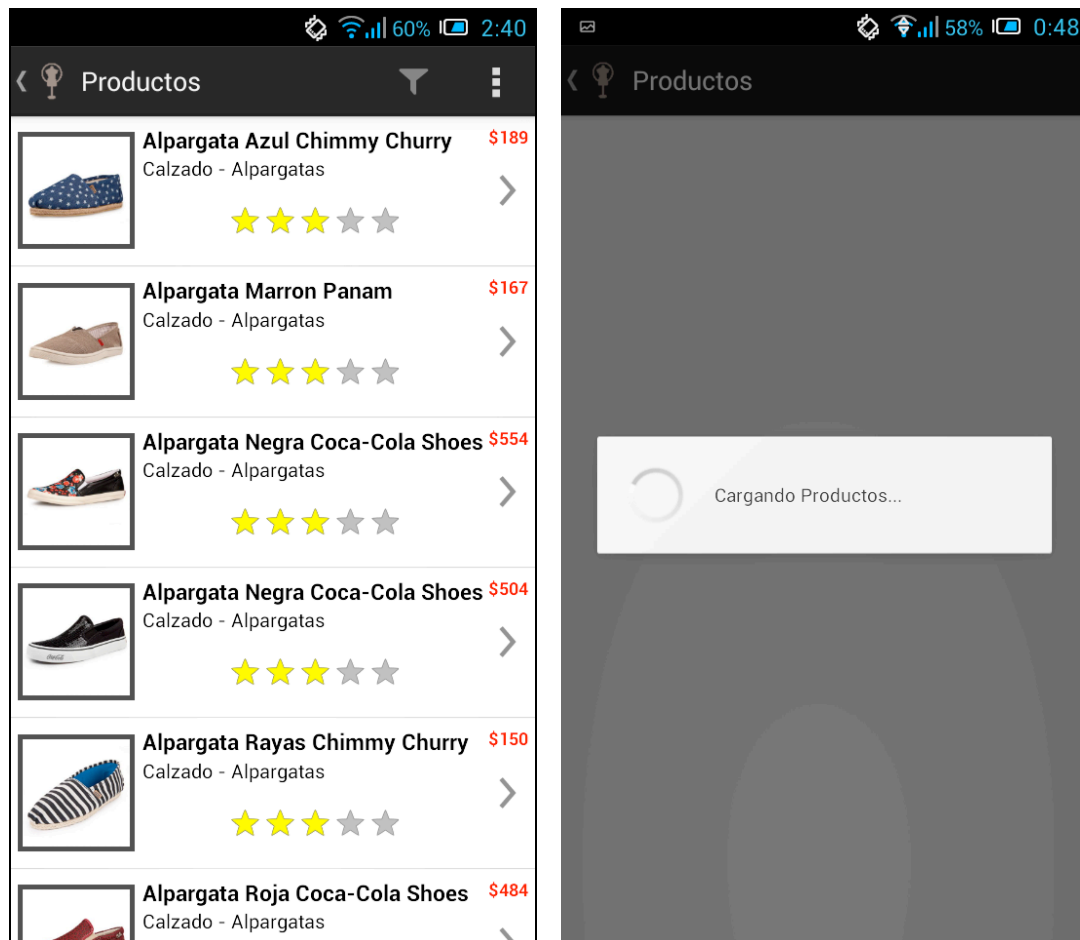 60% 2:40
Productos
Alpargata Azul Chimmy Churry $189
Calzado - Alpargatas
Alpargata Marron Panam $167
Calzado - Alpargatas
Alpargata Negra Coca-Cola Shoes $554
Calzado - Alpargatas
Alpargata Negra Coca-Cola Shoes $504
Calzado - Alpargatas
Alpargata Rayas Chimmy Churry $150
Calzado - Alpargatas
Alpargata Roja Coca-Cola Shoes $484
Calzado - Alpargatas
58% 0:48
Productos
Cargando Productos...